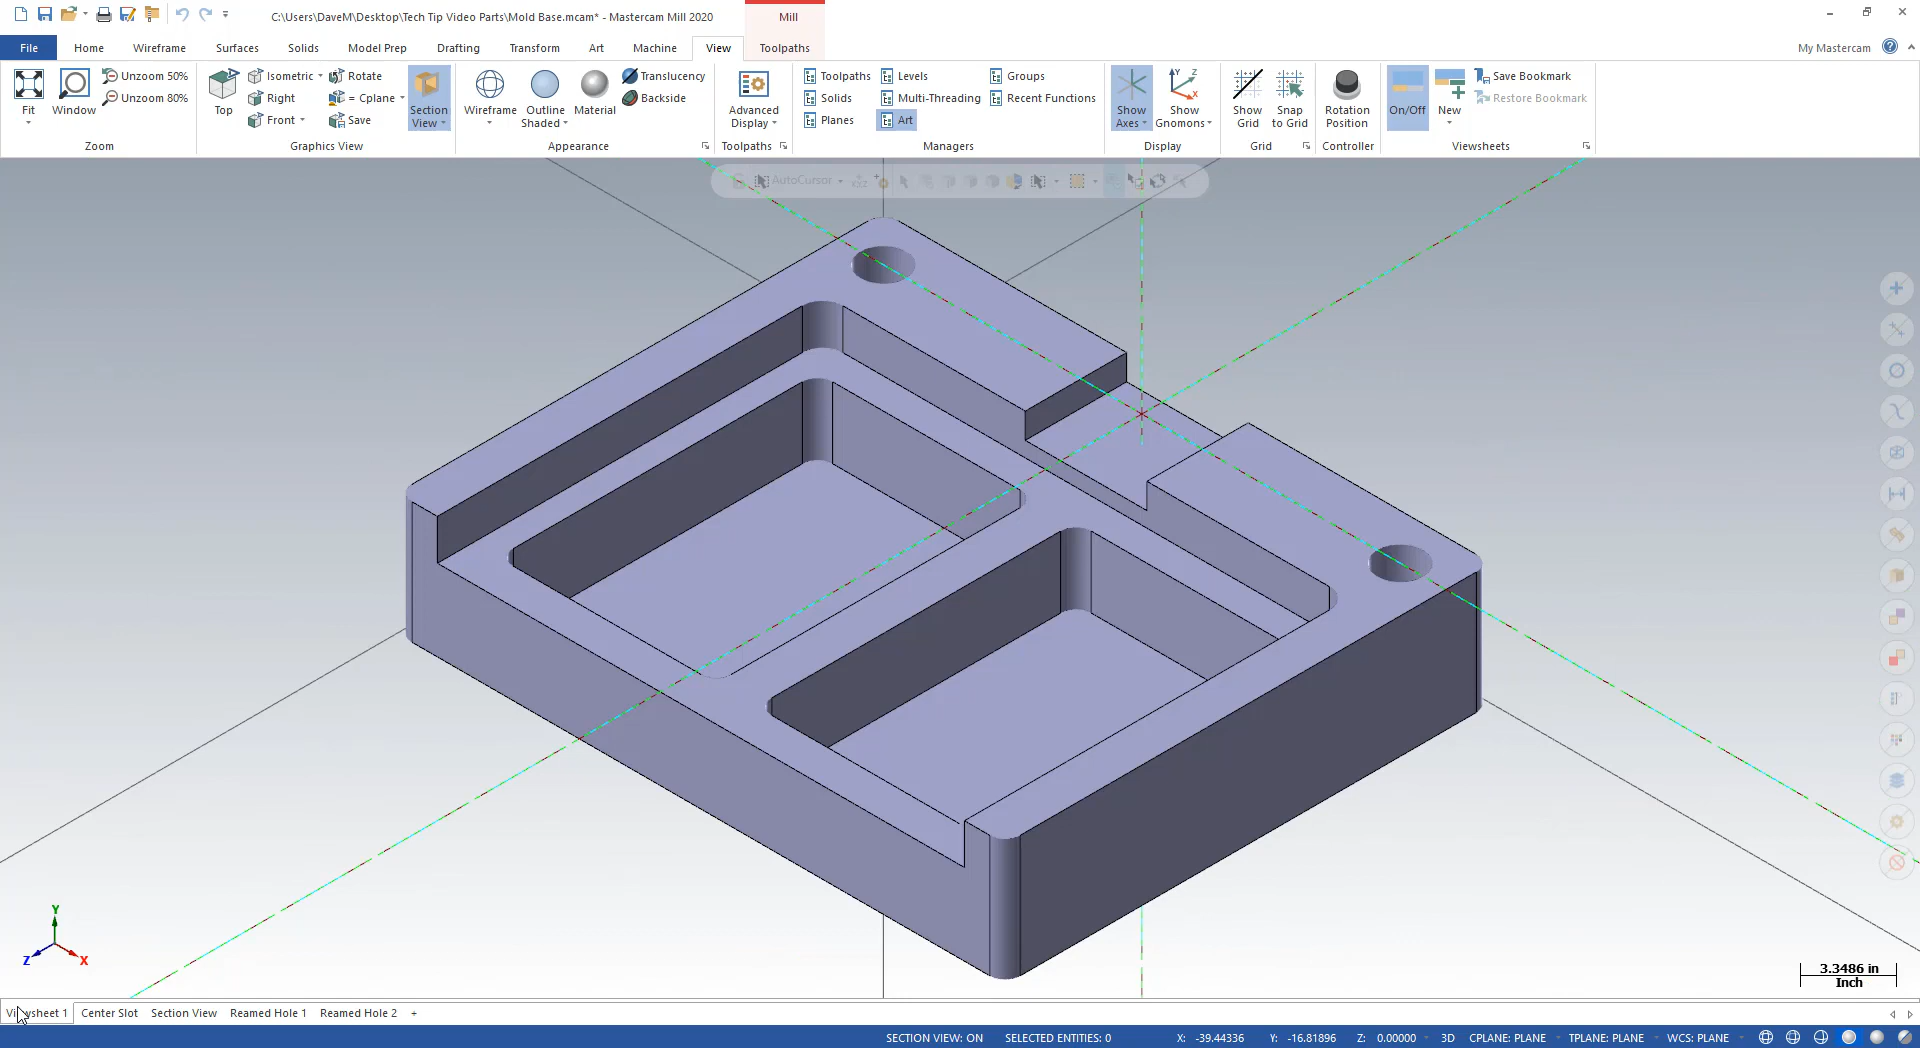 C:\Users\DaveM\Desktop\Tech Tip Video Parts\Mold Base.mcam* - Mastercam Mill 2020
Mill
File Home Wireframe Surfaces Solids Model Prep Drafting Transform Art Machine View Toolpaths My Mastercam
Fit
Window
Unzoom 50%
Unzoom 80%
Zoom
Top
Isometric
Right
Front
Rotate
= Cplane
Save
Section
View
Graphics View
Wireframe
Outline
Shaded
Material
Translucency
Backside
Appearance
Advanced
Display
Toolpaths
Toolpaths
Solids
Planes
Levels
Multi-Threading
Art
Groups
Recent Functions
Managers
Show
Axes
Show
Gnomons
Display
Show
Grid
Snap
to Grid
Grid
Rotation
Position
Controller
On/Off
New
Save Bookmark
Restore Bookmark
Viewsheets
AutoCursor
Y
Z
X
3.3486 in
Inch
Center Slot Section View Reamed Hole 1 Reamed Hole 2 +
SECTION VIEW: ON SELECTED ENTITIES: 0 X: -39.44336 Y: -16.81896 Z: 0.00000 3D CPLANE: PLANE TPLANE: PLANE WCS: PLANE